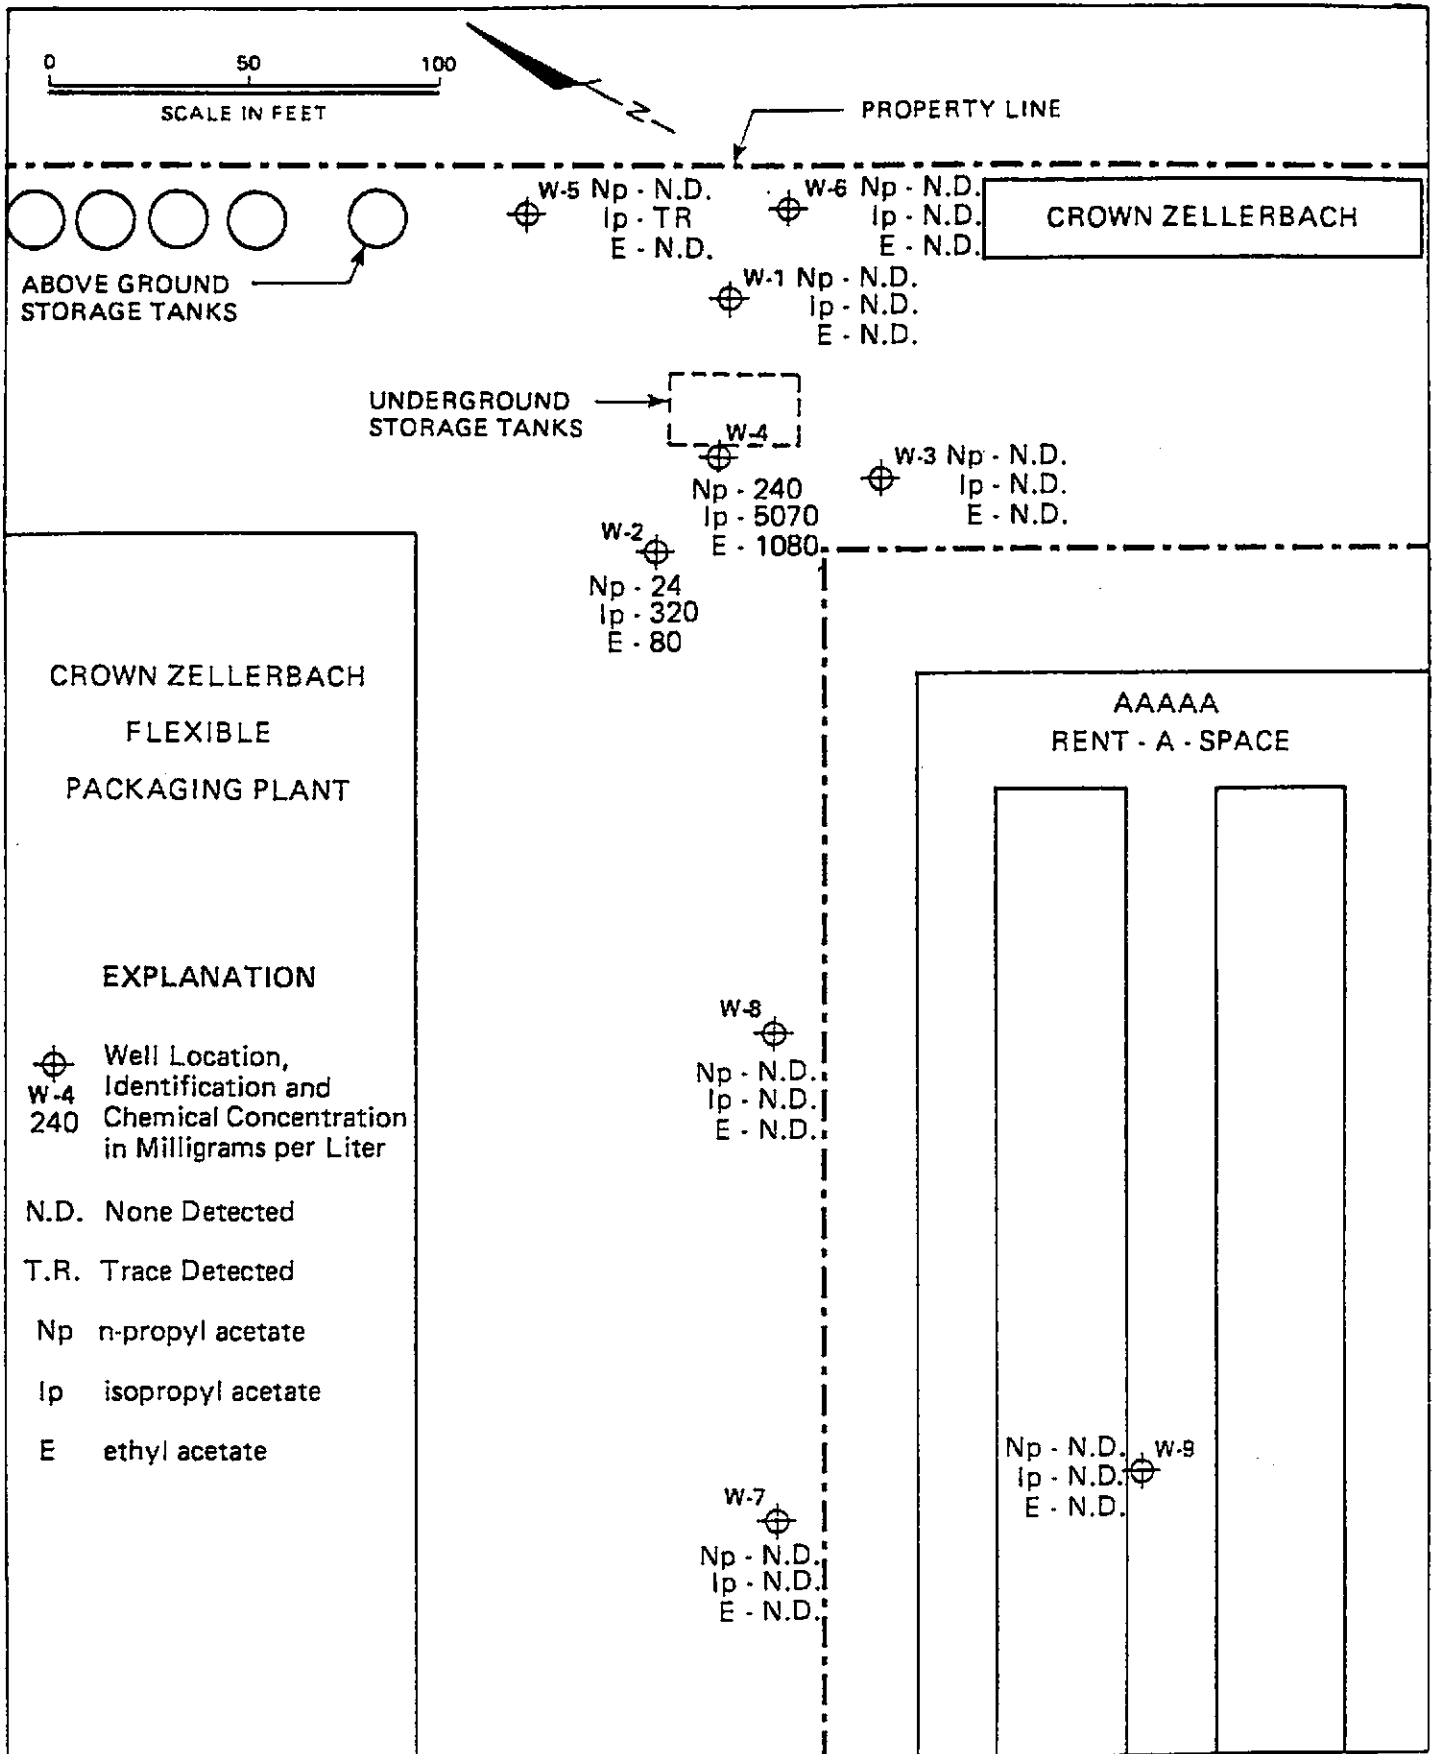 0 50 100
SCALE IN FEET
N
PROPERTY LINE
W-5 Np - N.D.
Ip - TR
E - N.D.
W-6 Np - N.D.
Ip - N.D.
E - N.D.
CROWN ZELLERBACH
ABOVE GROUND
STORAGE TANKS
W-1 Np - N.D.
Ip - N.D.
E - N.D.
UNDERGROUND
STORAGE TANKS
W-4
Np - 240
Ip - 5070
E - 1080
W-3 Np - N.D.
Ip - N.D.
E - N.D.
W-2
Np - 24
Ip - 320
E - 80
CROWN ZELLERBACH
FLEXIBLE
PACKAGING PLANT
AAAAA
RENT - A - SPACE
EXPLANATION
W-4
240
Well Location,
Identification and
Chemical Concentration
in Milligrams per Liter
N.D. None Detected
T.R. Trace Detected
Np n-propyl acetate
Ip isopropyl acetate
E ethyl acetate
W-8
Np - N.D.
Ip - N.D.
E - N.D.
Np - N.D. W-9
Ip - N.D.
E - N.D.
W-7
Np - N.D.
Ip - N.D.
E - N.D.